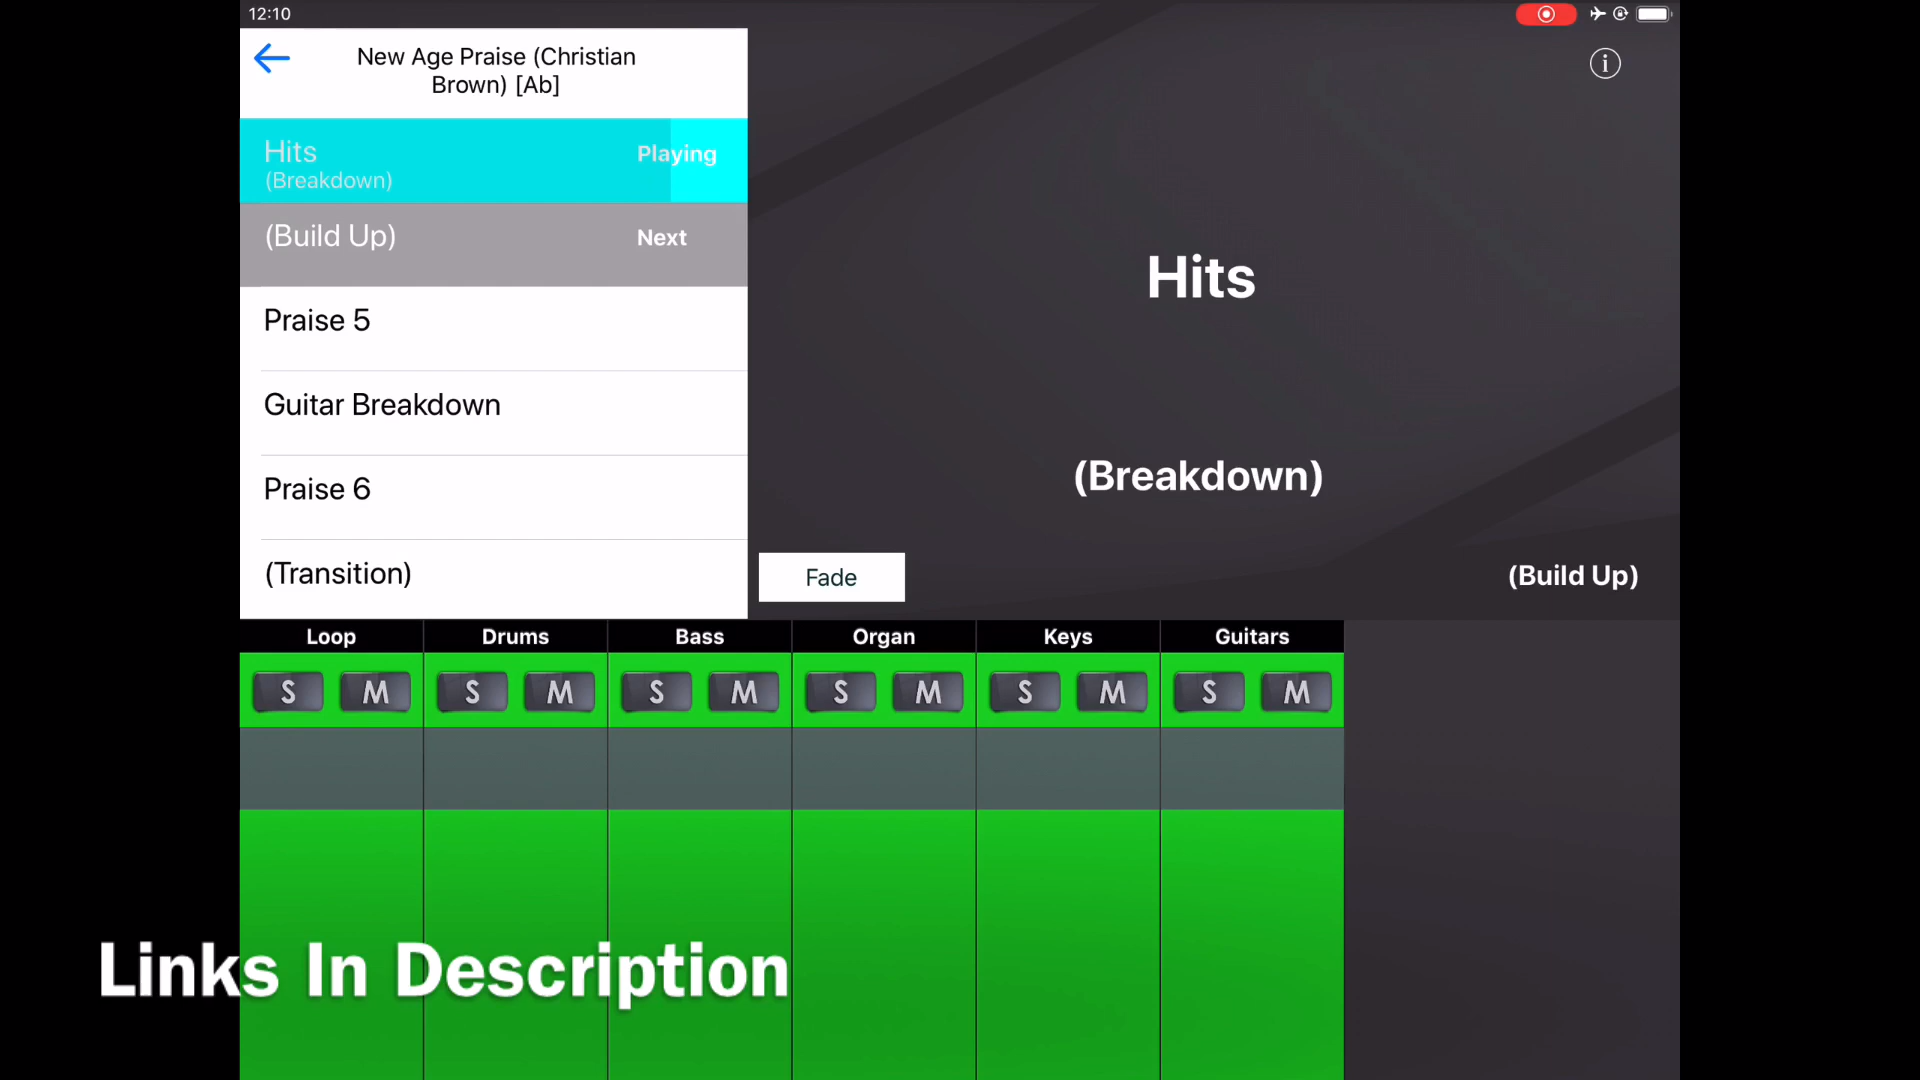 12:10
New Age Praise (Christian
Brown) [Ab]
Hits
Playing
(Breakdown)
(Build Up)
Next
Praise 5
Guitar Breakdown
Praise 6
(Transition)
Hits
(Breakdown)
Fade
(Build Up)
Loop Drums Bass Organ Keys Guitars
S M S M S M S M S M S M
Links In Description